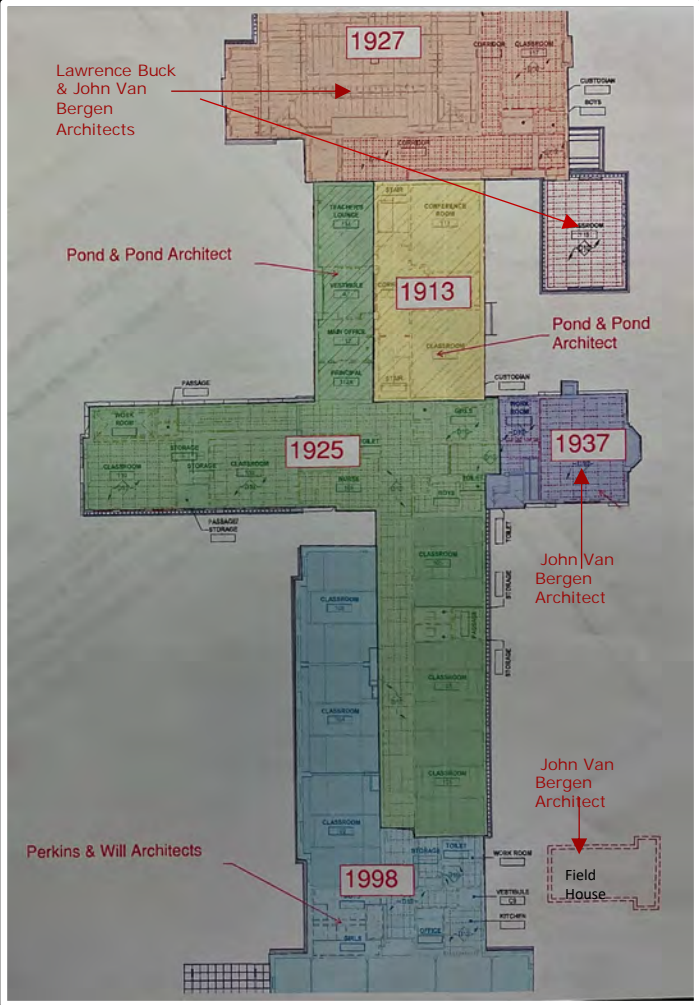 1927
CORRIDOR
CLASSROOM
Lawrence Buck
& John Van
Bergen
Architects
CUSTODIAN
BOYS
CORRIDOR
STAIR
TEACHERS
LOUNGE
CONFERENCE
ROOM
Pond & Pond Architect
VESTIBULE
1913
MAIN OFFICE
Pond & Pond
Architect
CLASSROOM
PRINCIPAL
STAIR
CUSTODIAN
PASSAGE
WORK
ROOM
GIRLS
WORK
ROOM
1925
1937
STORAGE
TOILET
CLASSROOM
STORAGE
CLASSROOM
NURSE
TOILET
BOYS
PASSAGE/
STORAGE
TOILET
CLASSROOM
John Van
Bergen
Architect
CLASSROOM
STORAGE
PASSAGE
STORAGE
CLASSROOM
CLASSROOM
John Van
Bergen
Architect
CLASSROOM
CLASSROOM
Perkins & Will Architects
STORAGE
TOILET
WORK ROOM
Field
House
1998
VESTIBULE
KITCHEN
OFFICE
GIRLS